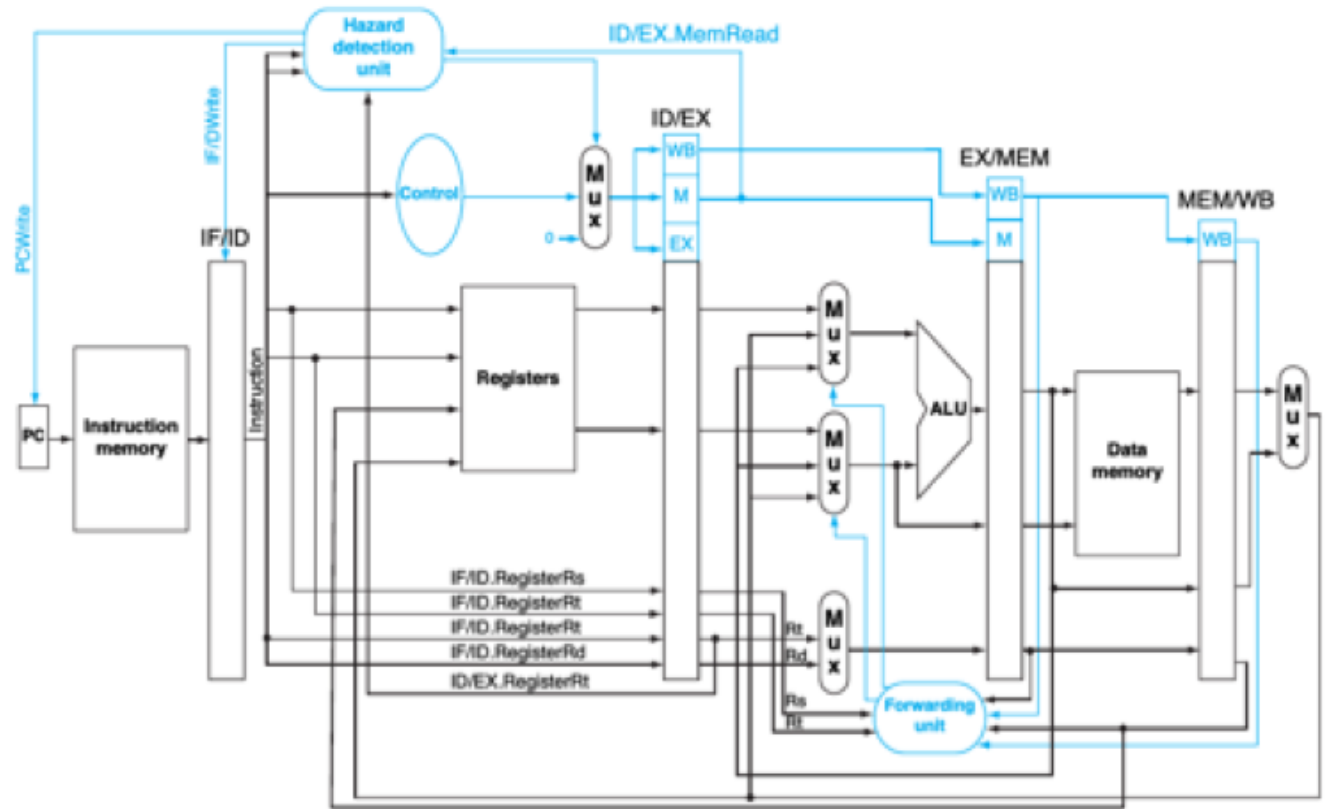 Hazard
detection
unit
ID/EX.MemRead
ID/EX
WB
M
EX
EX/MEM
WB
M
MEM/WB
WB
Control
M
u
x
0
PCWrite
IF/DWrite
IF/ID
Instruction
PC
Instruction
memory
Registers
M
u
x
M
u
x
ALU
Data
memory
M
u
x
IF/ID.RegisterRs
IF/ID.RegisterRt
IF/ID.RegisterRt
IF/ID.RegisterRd
ID/EX.RegisterRt
Rt
Rd
M
u
x
Rs
Rt
Forwarding
unit